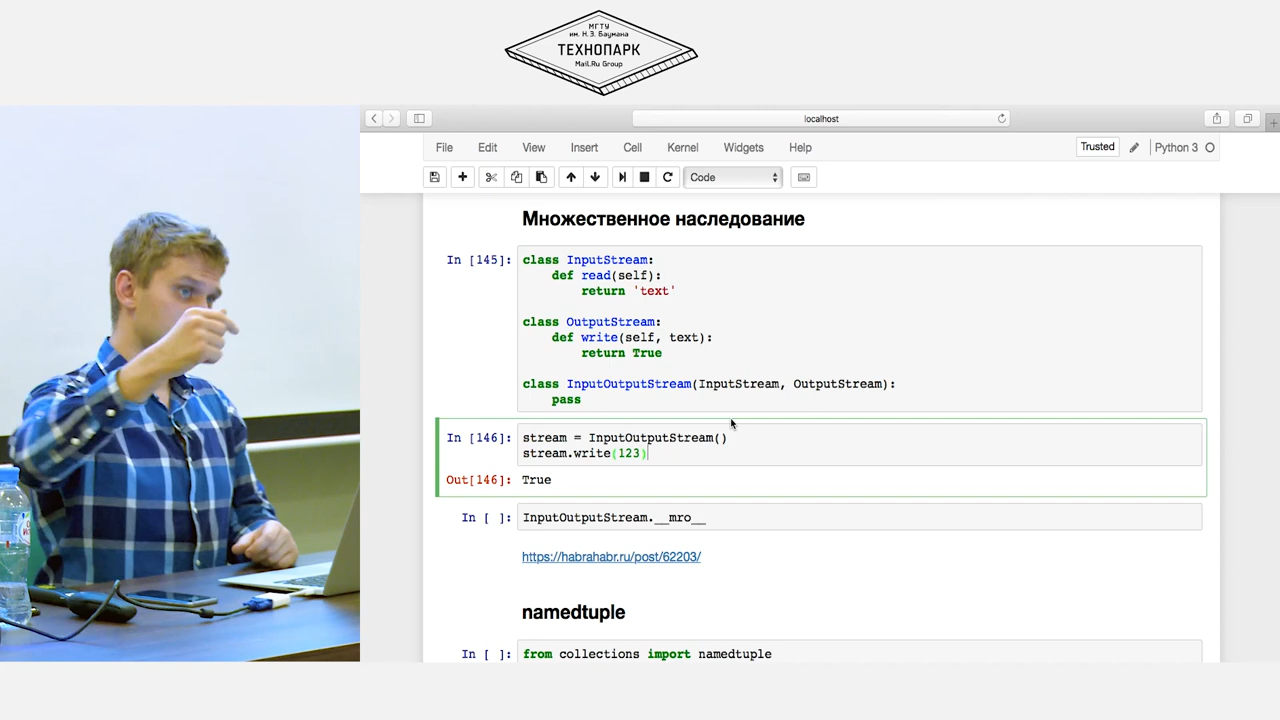 МГТУ
им. Н.Э. Баумана
ТЕХНОПАРК
Mail.Ru Group
localhost
File Edit View Insert Cell Kernel Widgets Help Trusted Python 3
Code
Множественное наследование
In [145]: class InputStream:
def read(self):
return 'text'
class OutputStream:
def write(self, text):
return True
class InputOutputStream(InputStream, OutputStream):
pass
In [146]: stream = InputOutputStream()
stream.write(123)
Out[146]: True
In [ ]: InputOutputStream.__mro__
https://habrahabr.ru/post/62203/
namedtuple
In [ ]: from collections import namedtuple